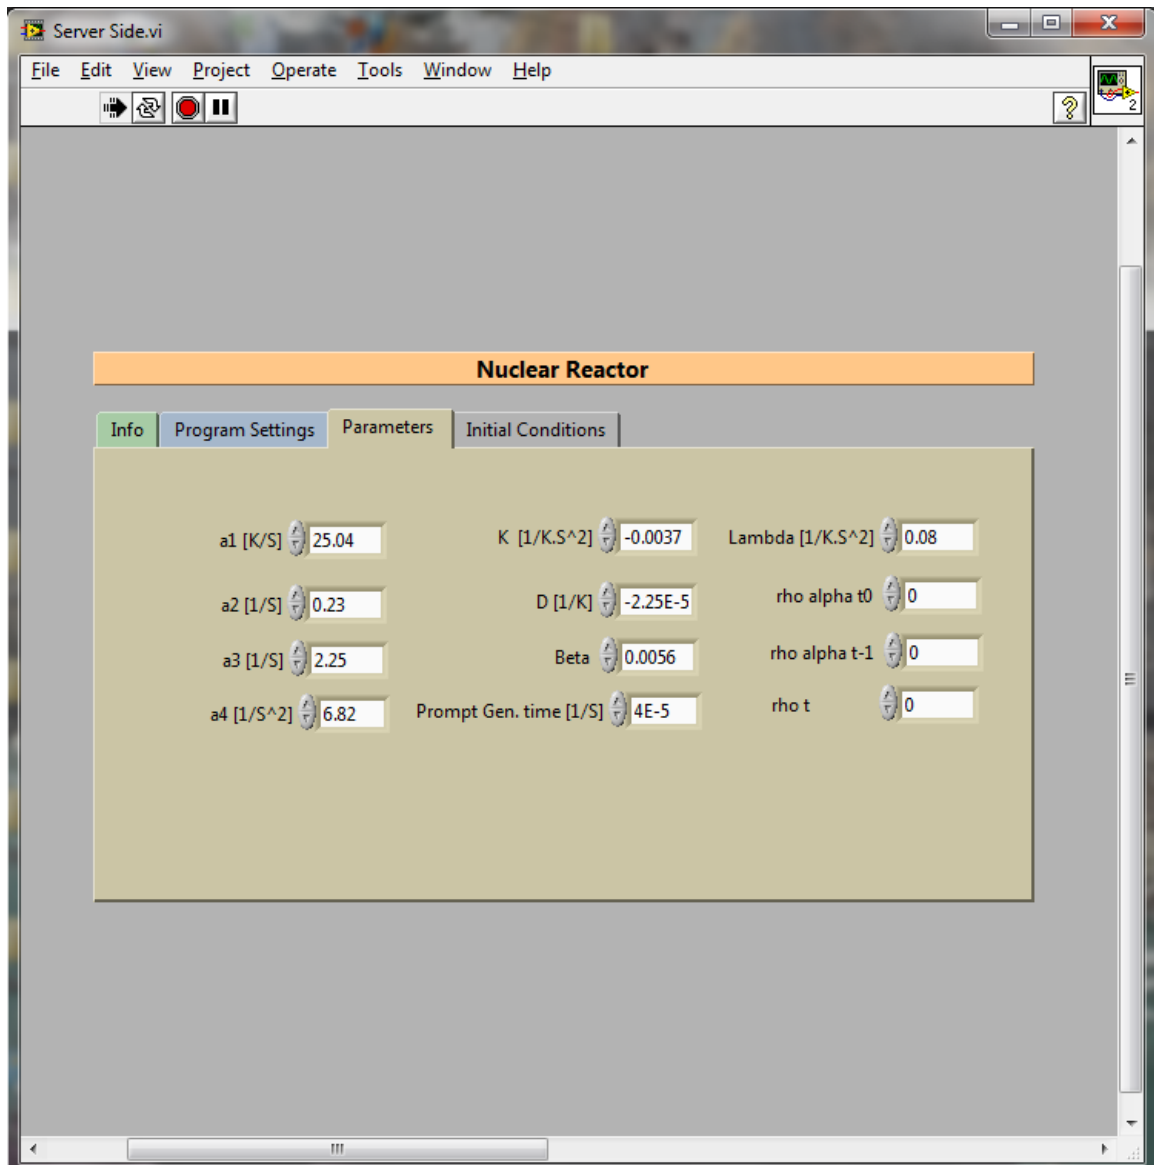 Server Side.vi
File Edit View Project Operate Tools Window Help
2
Nuclear Reactor
Info Program Settings Parameters Initial Conditions
a1 [K/S] 25.04 K [1/K.S^2] -0.0037 Lambda [1/K.S^2] 0.08
a2 [1/S] 0.23 D [1/K] -2.25E-5 rho alpha t0 0
a3 [1/S] 2.25 Beta 0.0056 rho alpha t-1 0
a4 [1/S^2] 6.82 Prompt Gen. time [1/S] 4E-5 rho t 0